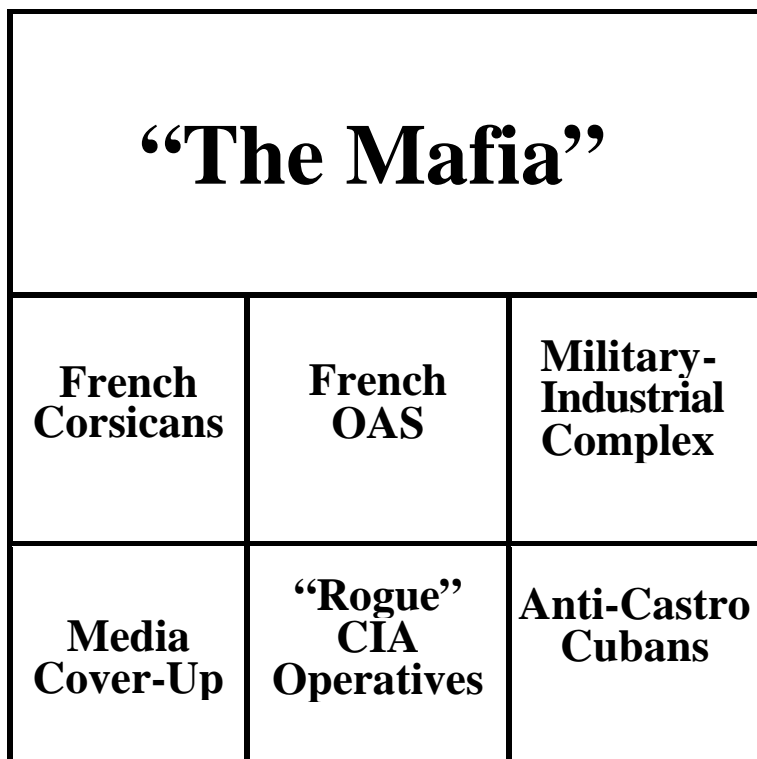 “The Mafia”
French
Corsicans
French
OAS
Military-
Industrial
Complex
Media
Cover-Up
“Rogue”
CIA
Operatives
Anti-Castro
Cubans